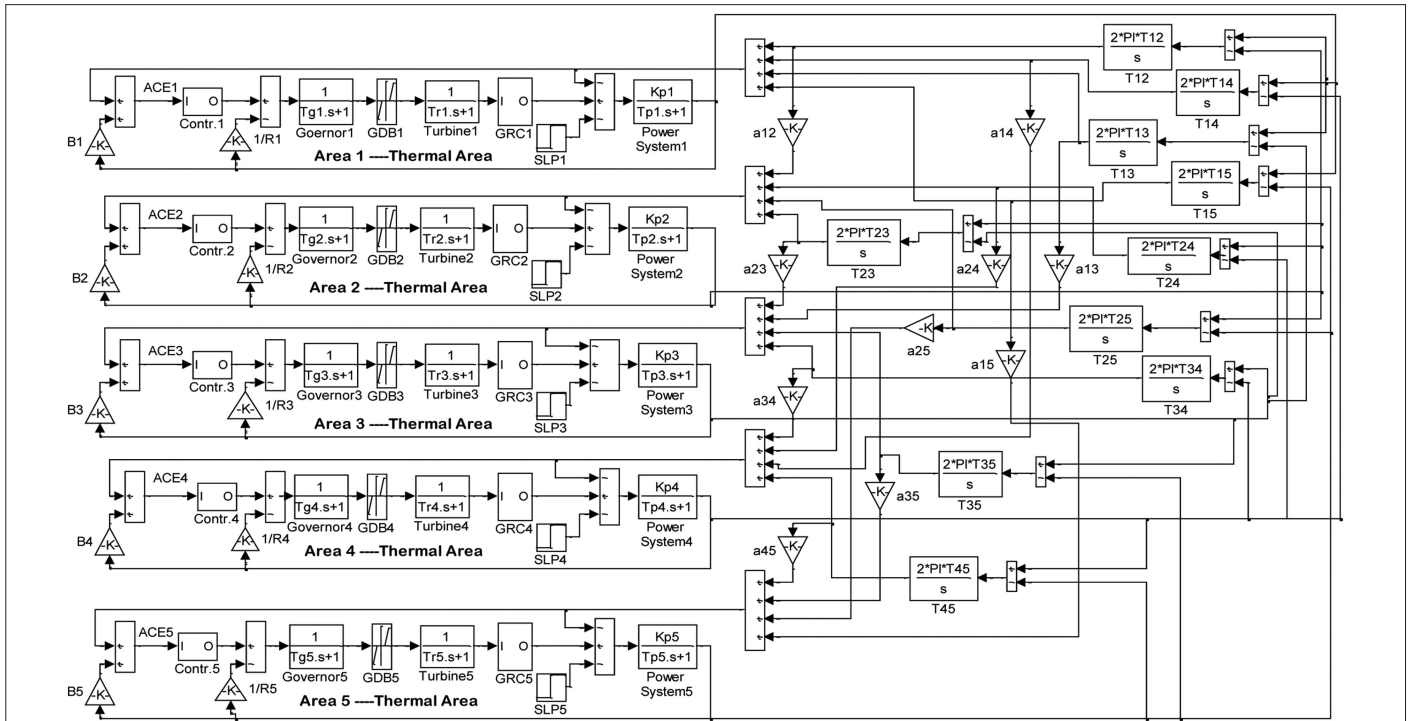 ACE1
I O
Contr.1
B1
-K-
-K-
1/R1
1
Tg1.s+1
Goernor1
GDB1
1
Tr1.s+1
Turbine1
GRC1
SLP1
Kp1
Tp1.s+1
Power
System1
Area 1 ----Thermal Area
ACE2
I O
Contr.2
B2
-K-
-K-
1/R2
1
Tg2.s+1
Governor2
GDB2
1
Tr2.s+1
Turbine2
GRC2
SLP2
Kp2
Tp2.s+1
Power
System2
Area 2 ----Thermal Area
ACE3
I O
Contr.3
B3
-K-
-K-
1/R3
1
Tg3.s+1
Governor3
GDB3
1
Tr3.s+1
Turbine3
GRC3
SLP3
Kp3
Tp3.s+1
Power
System3
Area 3 ----Thermal Area
ACE4
I O
Contr.4
B4
-K-
-K-
1/R4
1
Tg4.s+1
Governor4
GDB4
1
Tr4.s+1
Turbine4
GRC4
SLP4
Kp4
Tp4.s+1
Power
System4
Area 4 ----Thermal Area
ACE5
I O
Contr.5
B5
-K-
-K-
1/R5
1
Tg5.s+1
Governor5
GDB5
1
Tr5.s+1
Turbine5
GRC5
SLP5
Kp5
Tp5.s+1
Power
System5
Area 5 ----Thermal Area
2*PI*T12
s
T12
2*PI*T14
s
T14
a12
-K-
a14
-K-
2*PI*T13
s
T13
2*PI*T15
s
T15
2*PI*T23
s
T23
a23
-K-
a24
-K-
-K-
a13
2*PI*T24
s
T24
-K
a25
2*PI*T25
s
T25
a15
-K-
2*PI*T34
s
T34
a34
-K-
-K-
a35
2*PI*T35
s
T35
a45
-K-
2*PI*T45
s
T45